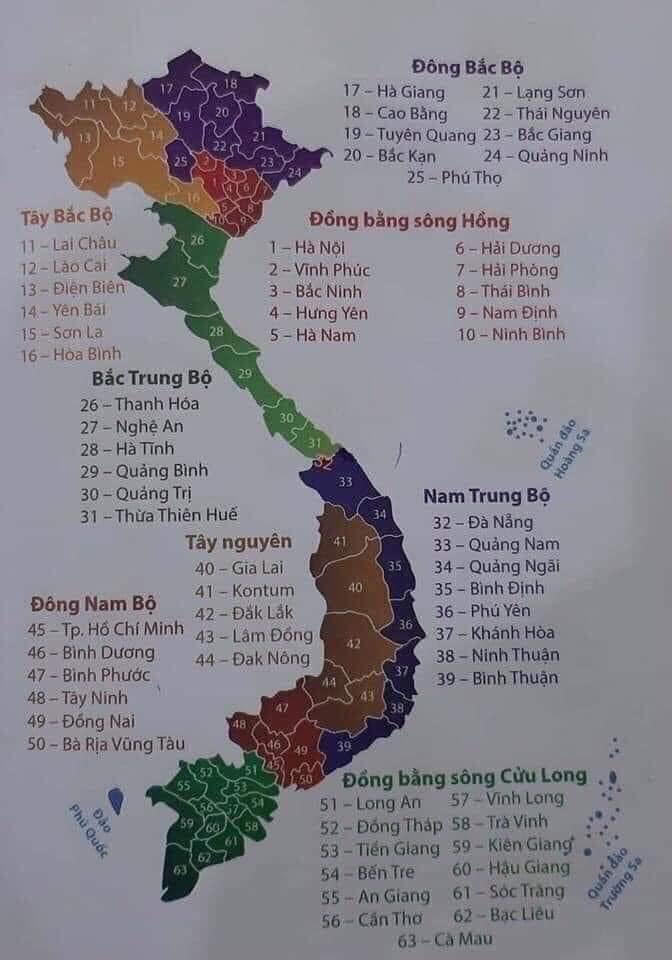 Đông Bắc Bộ
17 – Hà Giang
18 – Cao Bằng
19 – Tuyên Quang
20 – Bắc Kạn
21 – Lạng Sơn
22 – Thái Nguyên
23 – Bắc Giang
24 – Quảng Ninh
25 – Phú Thọ
Tây Bắc Bộ
11 – Lai Châu
12 – Lào Cai
13 – Điện Biên
14 – Yên Bái
15 – Sơn La
16 – Hòa Bình
Đồng bằng sông Hồng
1 – Hà Nội
2 – Vĩnh Phúc
3 – Bắc Ninh
4 – Hưng Yên
5 – Hà Nam
6 – Hải Dương
7 – Hải Phòng
8 – Thái Bình
9 – Nam Định
10 – Ninh Bình
Bắc Trung Bộ
26 – Thanh Hóa
27 – Nghệ An
28 – Hà Tĩnh
29 – Quảng Bình
30 – Quảng Trị
31 – Thừa Thiên Huế
Quần đảo
Hoàng Sa
Nam Trung Bộ
32 – Đà Nẵng
33 – Quảng Nam
34 – Quảng Ngãi
35 – Bình Định
36 – Phú Yên
37 – Khánh Hòa
38 – Ninh Thuận
39 – Bình Thuận
Tây nguyên
40 – Gia Lai
41 – Kontum
42 – Đắk Lắk
43 – Lâm Đồng
44 – Đak Nông
Đông Nam Bộ
45 – Tp. Hồ Chí Minh
46 – Bình Dương
47 – Bình Phước
48 – Tây Ninh
49 – Đồng Nai
50 – Bà Rịa Vũng Tàu
Đảo
Phú Quốc
Đồng bằng sông Cửu Long
51 – Long An
52 – Đồng Tháp
53 – Tiền Giang
54 – Bến Tre
55 – An Giang
56 – Cần Thơ
57 – Vĩnh Long
58 – Trà Vinh
59 – Kiên Giang
60 – Hậu Giang
61 – Sóc Trăng
62 – Bạc Liêu
63 – Cà Mau
Quần đảo
Trường Sa
17
18
19
20
21
22
23
24
25
11
12
13
14
15
16
1
2
3
4
6
5
8
26
27
28
29
30
31
32
33
34
35
36
37
38
39
40
41
42
43
44
45
46
47
48
49
50
51
52
53
54
55
56
58
59
60
61
62
63